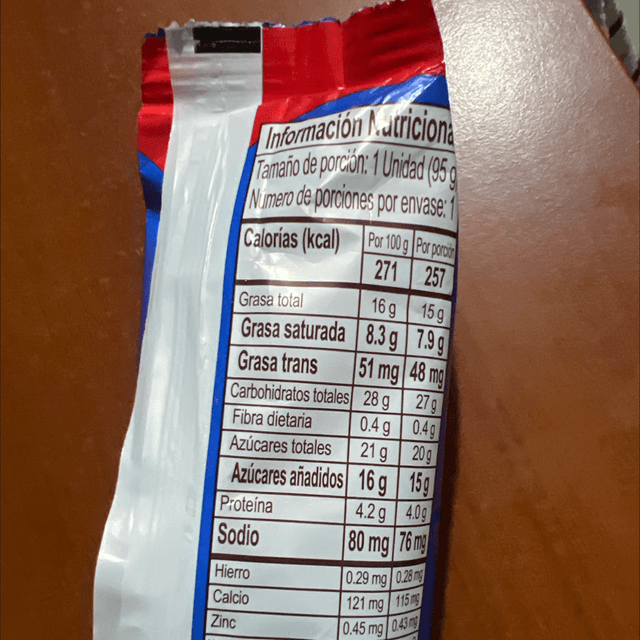 Información Nutriciona
Tamaño de porción: 1 Unidad (95 g
Número de porciones por envase: 1
Calorías (kcal) Por 100 g Por porción
271 257
Grasa total 16 g 15 g
Grasa saturada 8.3 g 7.9 g
Grasa trans 51 mg 48 mg
Carbohidratos totales 28 g 27 g
Fibra dietaria 0.4 g 0.4 g
Azúcares totales 21 g 20 g
Azúcares añadidos 16 g 15 g
Proteína 4.2 g 4.0 g
Sodio 80 mg 76 mg
Hierro 0.29 mg 0.28 mg
Calcio 121 mg 115 mg
Zinc 0.45 mg 0.43 mg